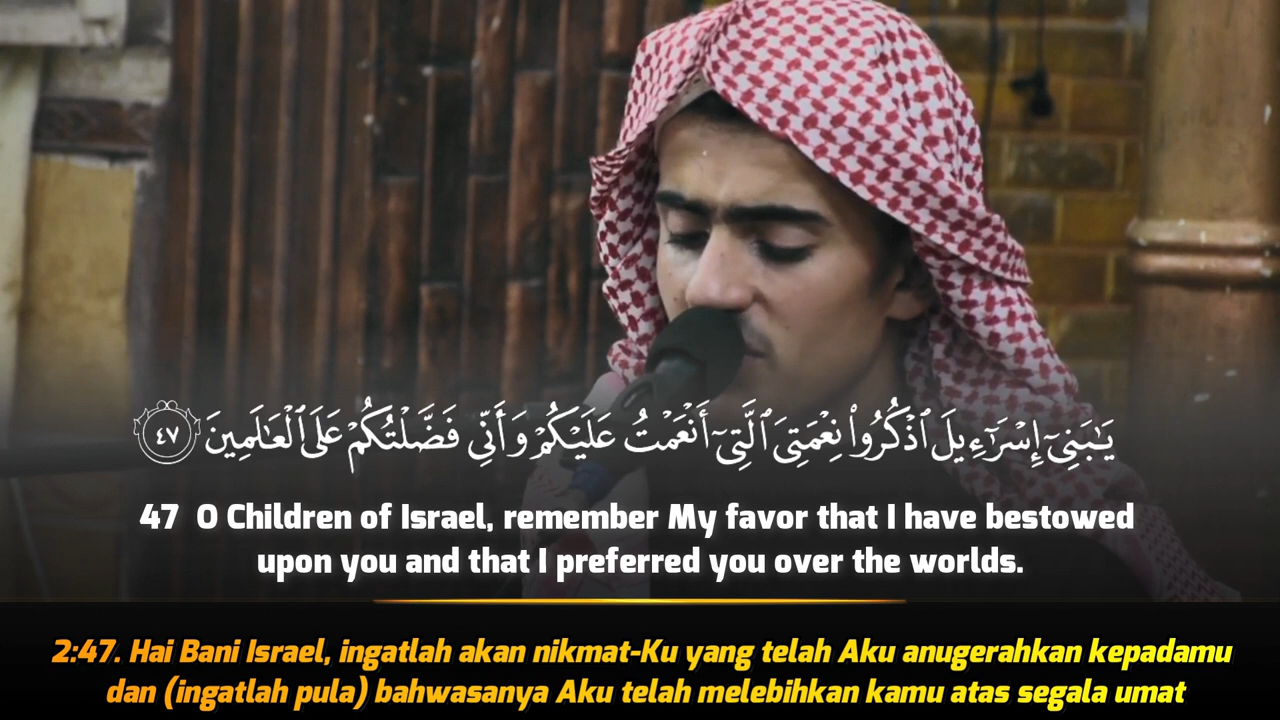 يَـٰبَنِىٓ إِسْرَٰٓءِيلَ ٱذْكُرُوا۟ نِعْمَتِىَ ٱلَّتِىٓ أَنْعَمْتُ عَلَيْكُمْ وَأَنِّى فَضَّلْتُكُمْ عَلَى ٱلْعَـٰلَمِينَ ٤٧
47 O Children of Israel, remember My favor that I have bestowed
upon you and that I preferred you over the worlds.
2:47. Hai Bani Israel, ingatlah akan nikmat-Ku yang telah Aku anugerahkan kepadamu
dan (ingatlah pula) bahwasanya Aku telah melebihkan kamu atas segala umat